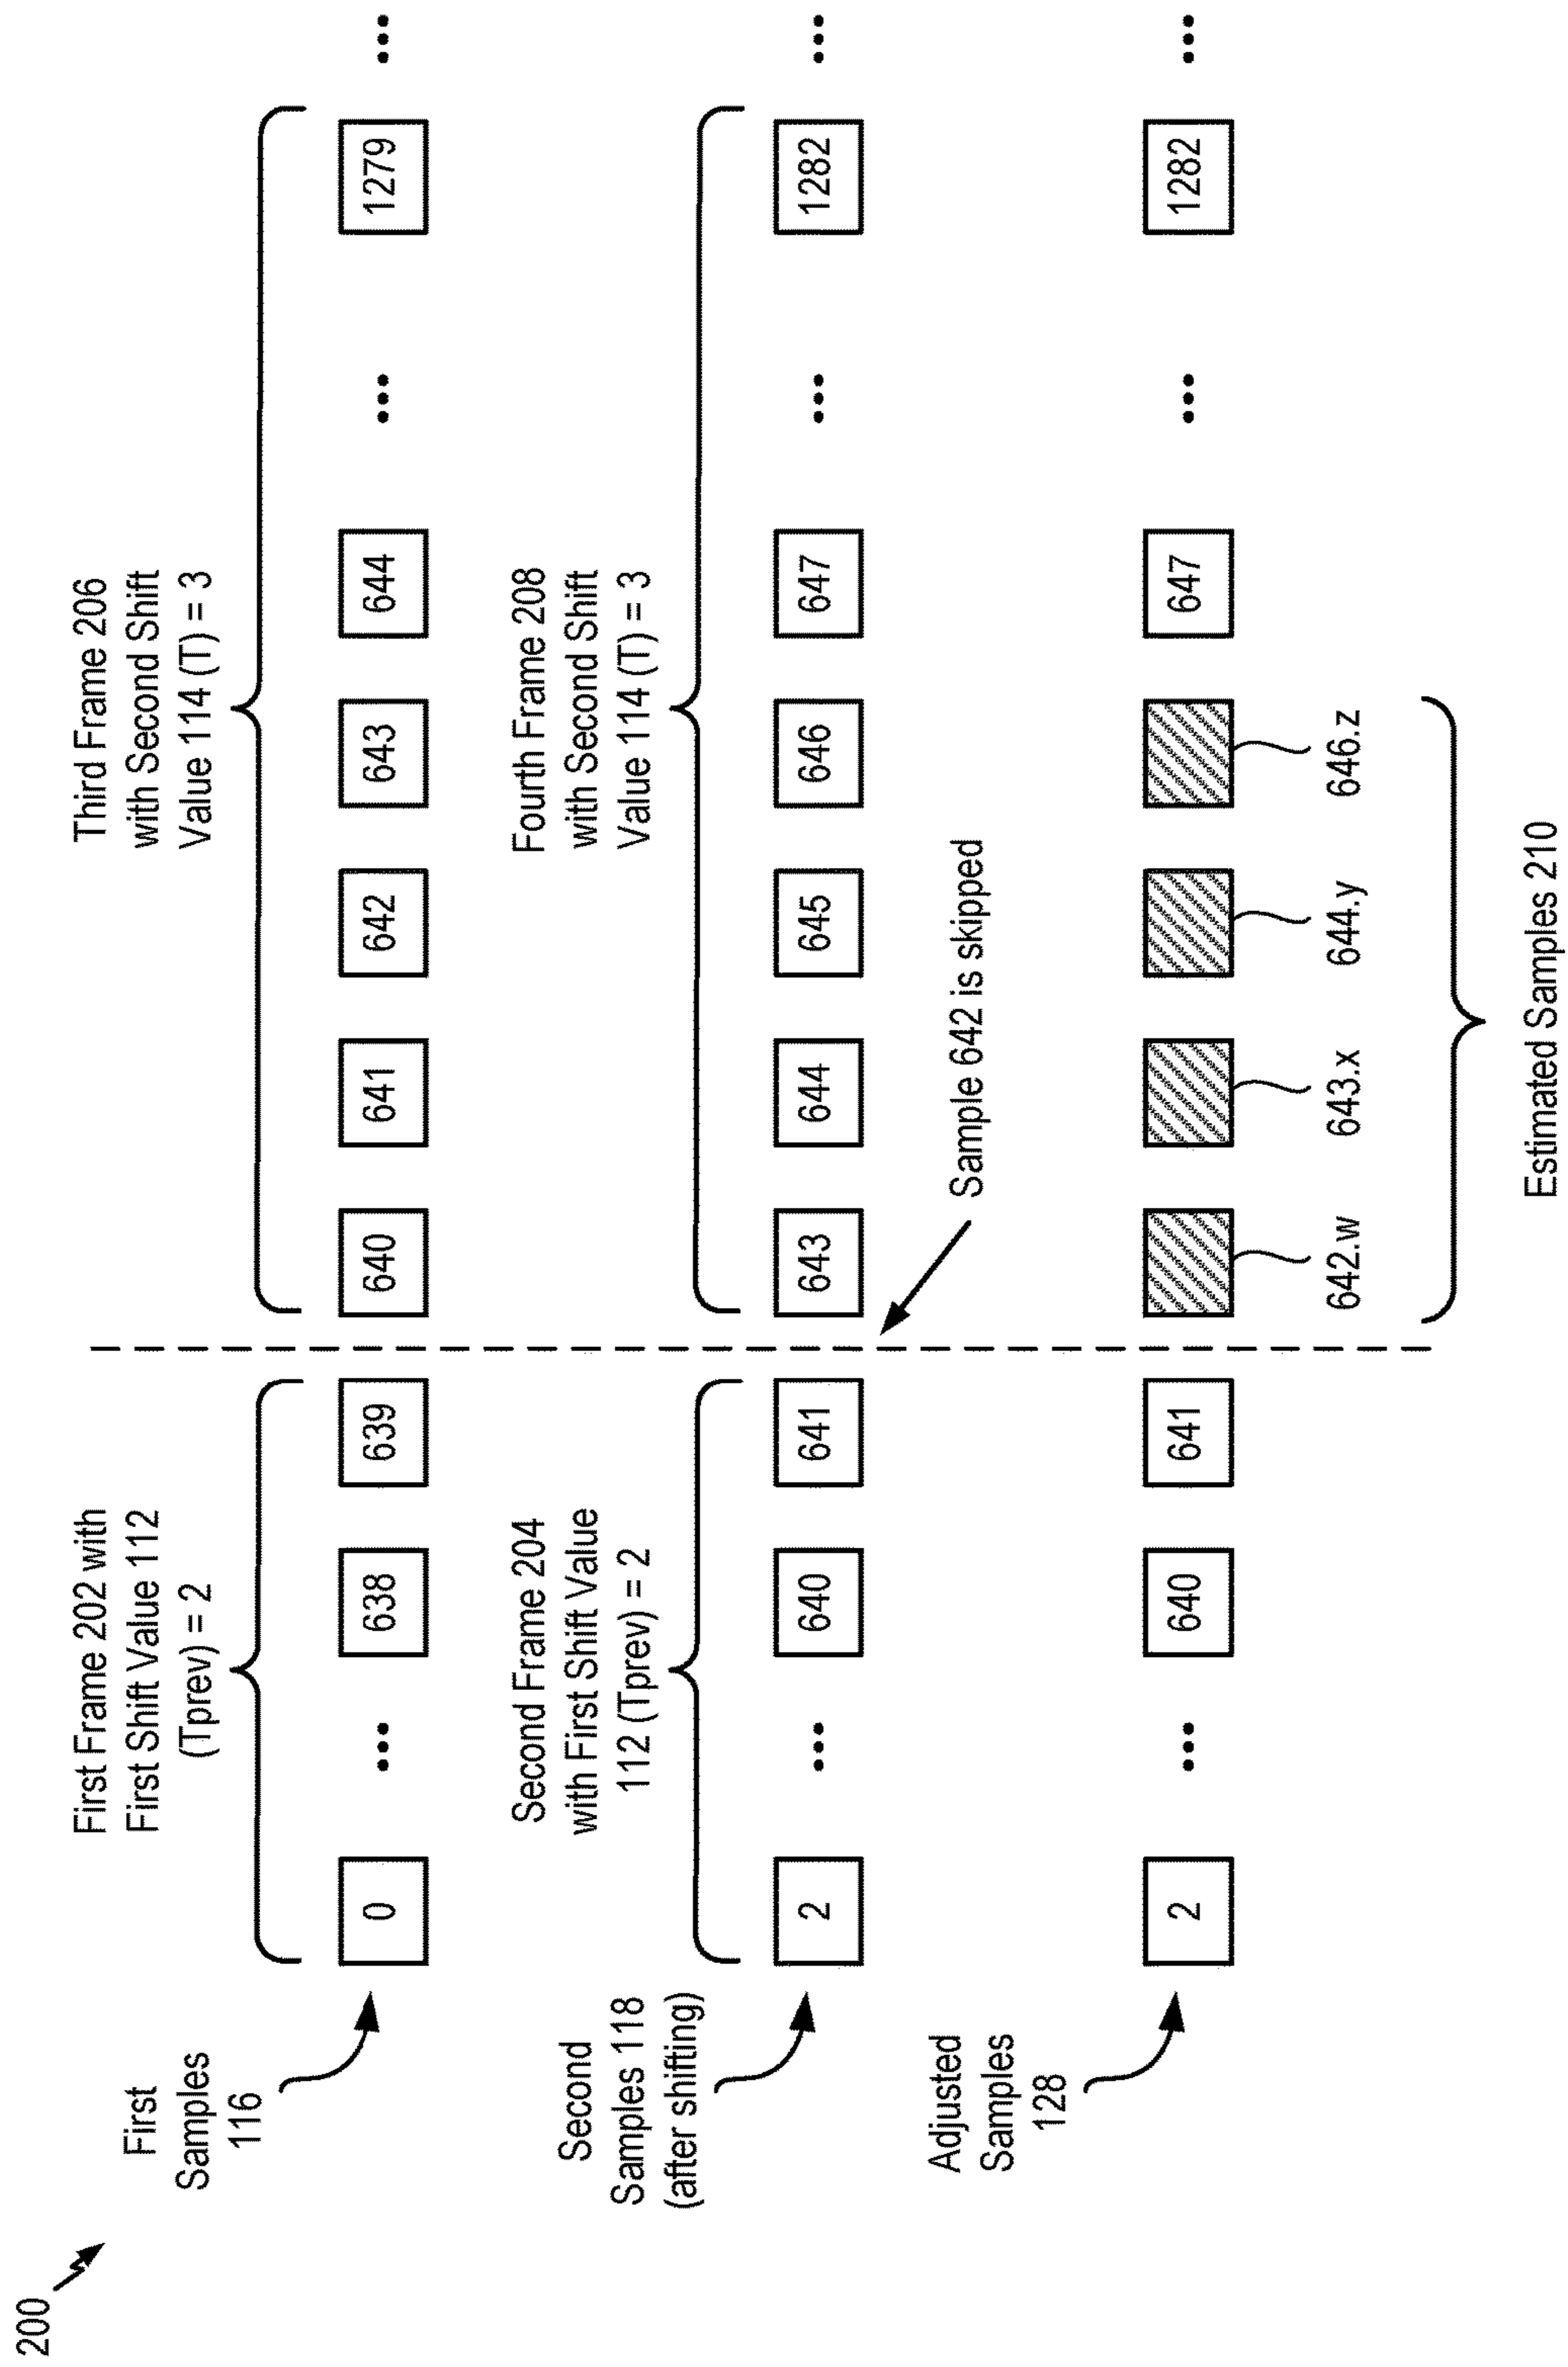 200
First
Samples
116
First Frame 202 with
First Shift Value 112
(Tprev) = 2
Third Frame 206
with Second Shift
Value 114 (T) = 3
0 ... 638 639 640 641 642 643 644 ... 1279 ...
Second
Samples 118
(after shifting)
Second Frame 204
with First Shift Value
112 (Tprev) = 2
Fourth Frame 208
with Second Shift
Value 114 (T) = 3
2 ... 640 641 643 644 645 646 647 ... 1282 ...
Sample 642 is skipped
Adjusted
Samples
128
2 ... 640 641 647 ... 1282 ...
642.w 643.x 644.y 646.z
Estimated Samples 210